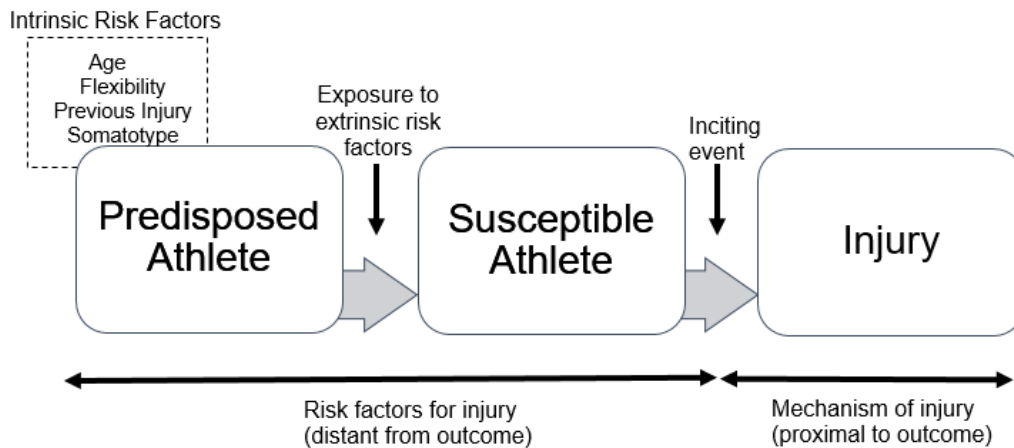 Intrinsic Risk Factors
Age
Flexibility
Previous Injury
Somatotype
Exposure to
extrinsic risk
factors
Inciting
event
Predisposed
Athlete
Susceptible
Athlete
Injury
Risk factors for injury
(distant from outcome)
Mechanism of injury
(proximal to outcome)